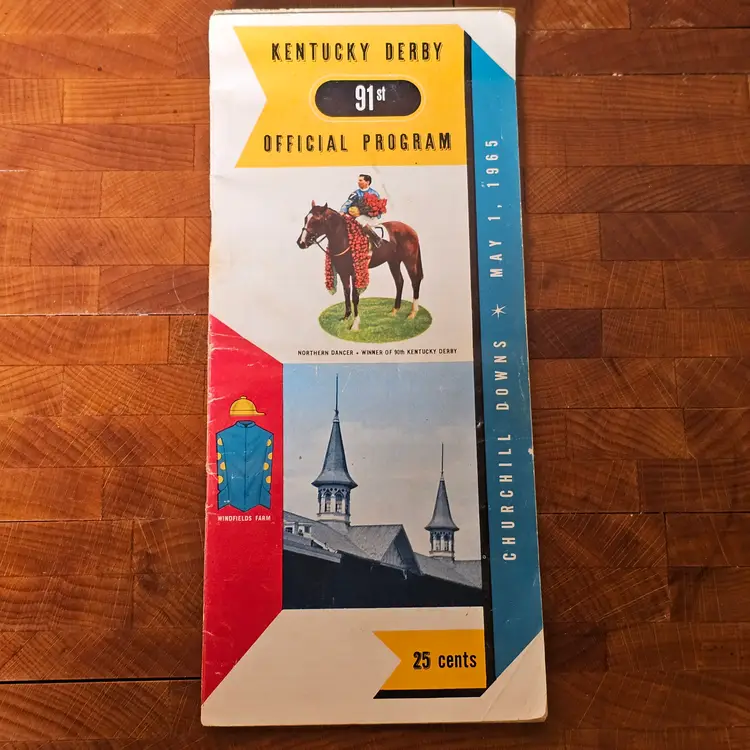 KENTUCKY DERBY
91st
OFFICIAL PROGRAM
NORTHERN DANCER • WINNER OF 90th KENTUCKY DERBY
WINDFIELDS FARM
CHURCHILL DOWNS ✶ MAY 1, 1965
25 cents